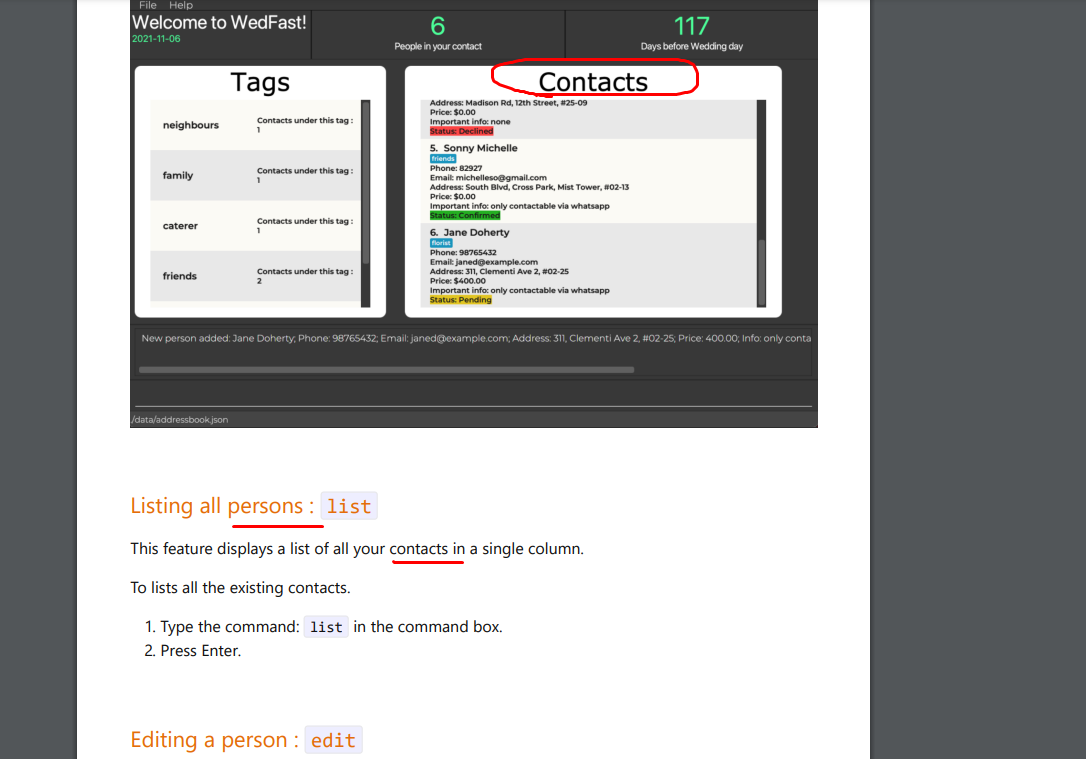 File Help
Welcome to WedFast!
2021-11-06
6
People in your contact
117
Days before Wedding day
Tags
neighbours
Contacts under this tag :
1
family
Contacts under this tag :
1
caterer
Contacts under this tag :
1
friends
Contacts under this tag :
2
Contacts
Address: Madison Rd, 12th Street, #25-09
Price: $0.00
Important info: none
Status: Declined
5. Sonny Michelle
friends
Phone: 82927
Email: michelleso@gmail.com
Address: South Blvd, Cross Park, Mist Tower, #02-13
Price: $0.00
Important info: only contactable via whatsapp
Status: Confirmed
6. Jane Doherty
florist
Phone: 98765432
Email: janed@example.com
Address: 311, Clementi Ave 2, #02-25
Price: $400.00
Important info: only contactable via whatsapp
Status: Pending
New person added: Jane Doherty; Phone: 98765432; Email: janed@example.com; Address: 311, Clementi Ave 2, #02-25; Price: 400.00; Info: only conta
/data/addressbook.json
Listing all persons : list
This feature displays a list of all your contacts in a single column.
To lists all the existing contacts.
1. Type the command: list in the command box.
2. Press Enter.
Editing a person : edit